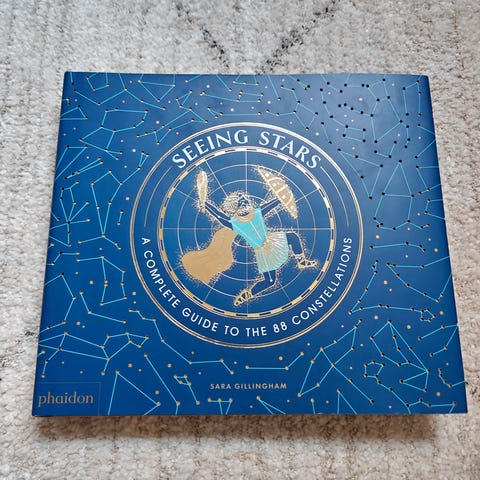 SEEING STARS
A COMPLETE GUIDE TO THE 88 CONSTELLATIONS
SARA GILLINGHAM
phaidon